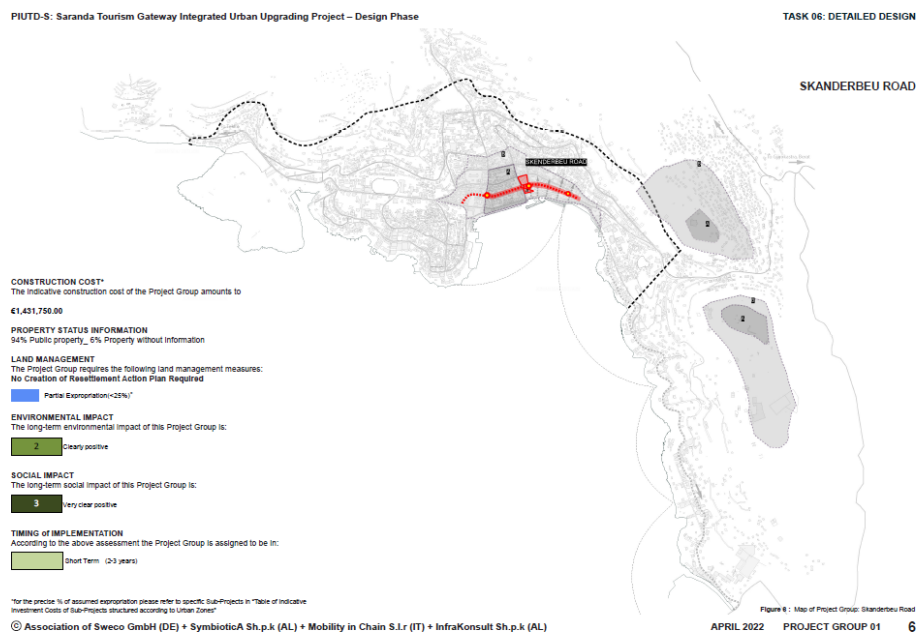 PIUTD-S: Saranda Tourism Gateway Integrated Urban Upgrading Project – Design Phase
TASK 06: DETAILED DESIGN
SKANDERBEU ROAD
SKENDERBEU ROAD
CONSTRUCTION COST*
The indicative construction cost of the Project Group amounts to
€1,431,750.00
PROPERTY STATUS INFORMATION
94% Public property_ 6% Property without information
LAND MANAGEMENT
The Project Group requires the following land management measures:
No Creation of Resettlement Action Plan Required
Partial Expropriation(<25%)*
ENVIRONMENTAL IMPACT
The long-term environmental impact of this Project Group is:
2 Clearly positive
SOCIAL IMPACT
The long-term social impact of this Project Group is:
3 Very clear positive
TIMING of IMPLEMENTATION
According to the above assessment the Project Group is assigned to be in:
Short Term (2-3 years)
*for the precise % of assumed expropriation please refer to specific Sub-Projects in "Table of Indicative
Investment Costs of Sub-Projects structured according to Urban Zones"
Figure 6 : Map of Project Group: Skanderbeu Road
© Association of Sweco GmbH (DE) + SymbioticA Sh.p.k (AL) + Mobility in Chain S.l.r (IT) + InfraKonsult Sh.p.k (AL)
APRIL 2022 PROJECT GROUP 01 6